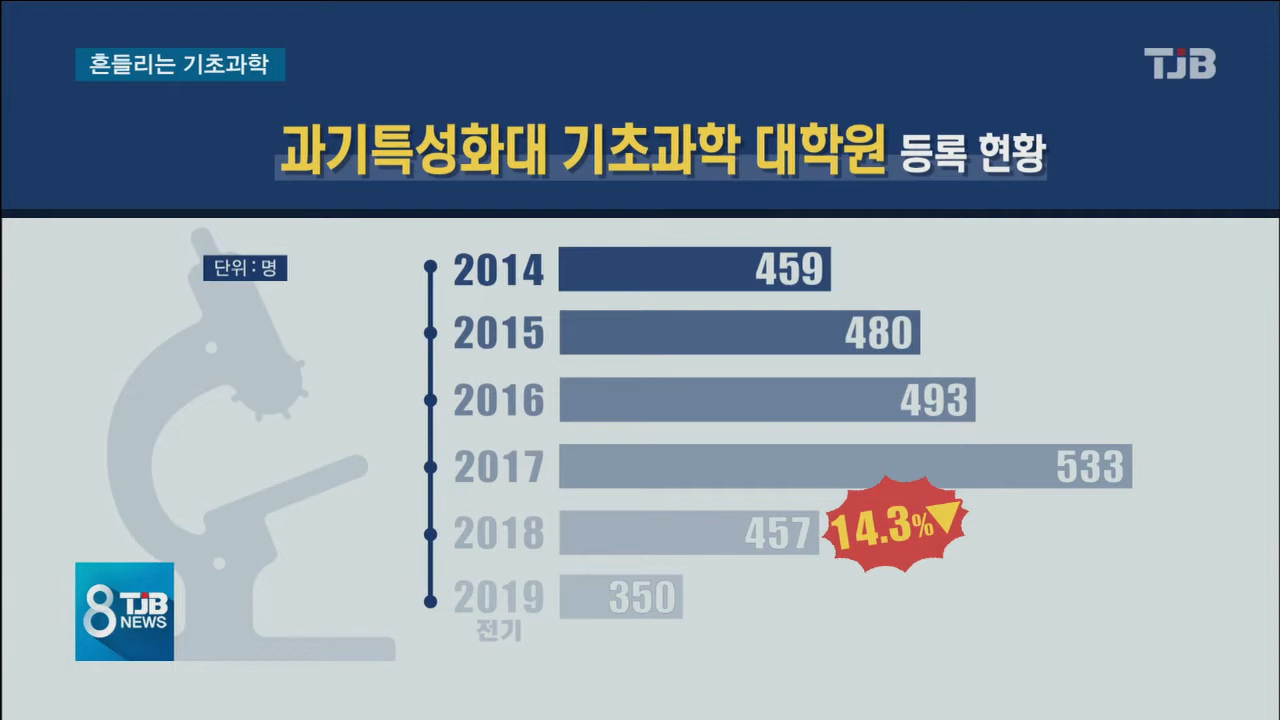 흔들리는 기초과학
TJB
과기특성화대 기초과학 대학원 등록 현황
단위 : 명
2014 459
2015 480
2016 493
2017 533
2018 457 14.3%▼
2019 350
전기
8 TJB NEWS